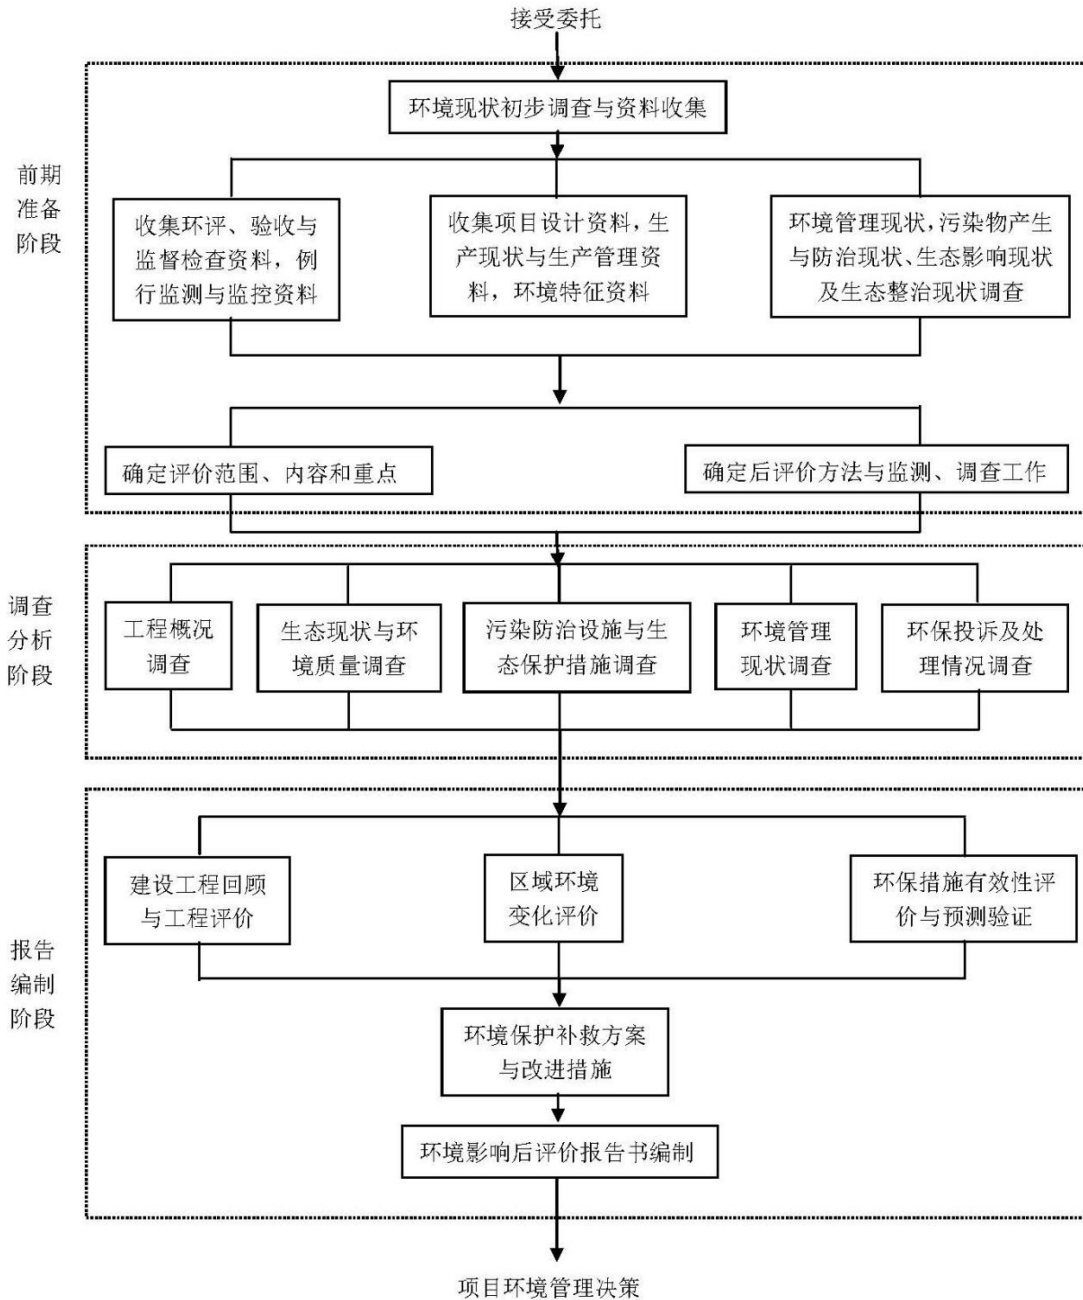 接受委托
前期
准备
阶段
环境现状初步调查与资料收集
收集环评、验收与
监督检查资料，例
行监测与监控资料
收集项目设计资料，生
产现状与生产管理资
料，环境特征资料
环境管理现状，污染物产生
与防治现状、生态影响现状
及生态整治现状调查
确定评价范围、内容和重点
确定后评价方法与监测、调查工作
调查
分析
阶段
工程概况
调查
生态现状与环
境质量调查
污染防治设施与生
态保护措施调查
环境管理
现状调查
环保投诉及处
理情况调查
报告
编制
阶段
建设工程回顾
与工程评价
区域环境
变化评价
环保措施有效性评
价与预测验证
环境保护补救方案
与改进措施
环境影响后评价报告书编制
项目环境管理决策